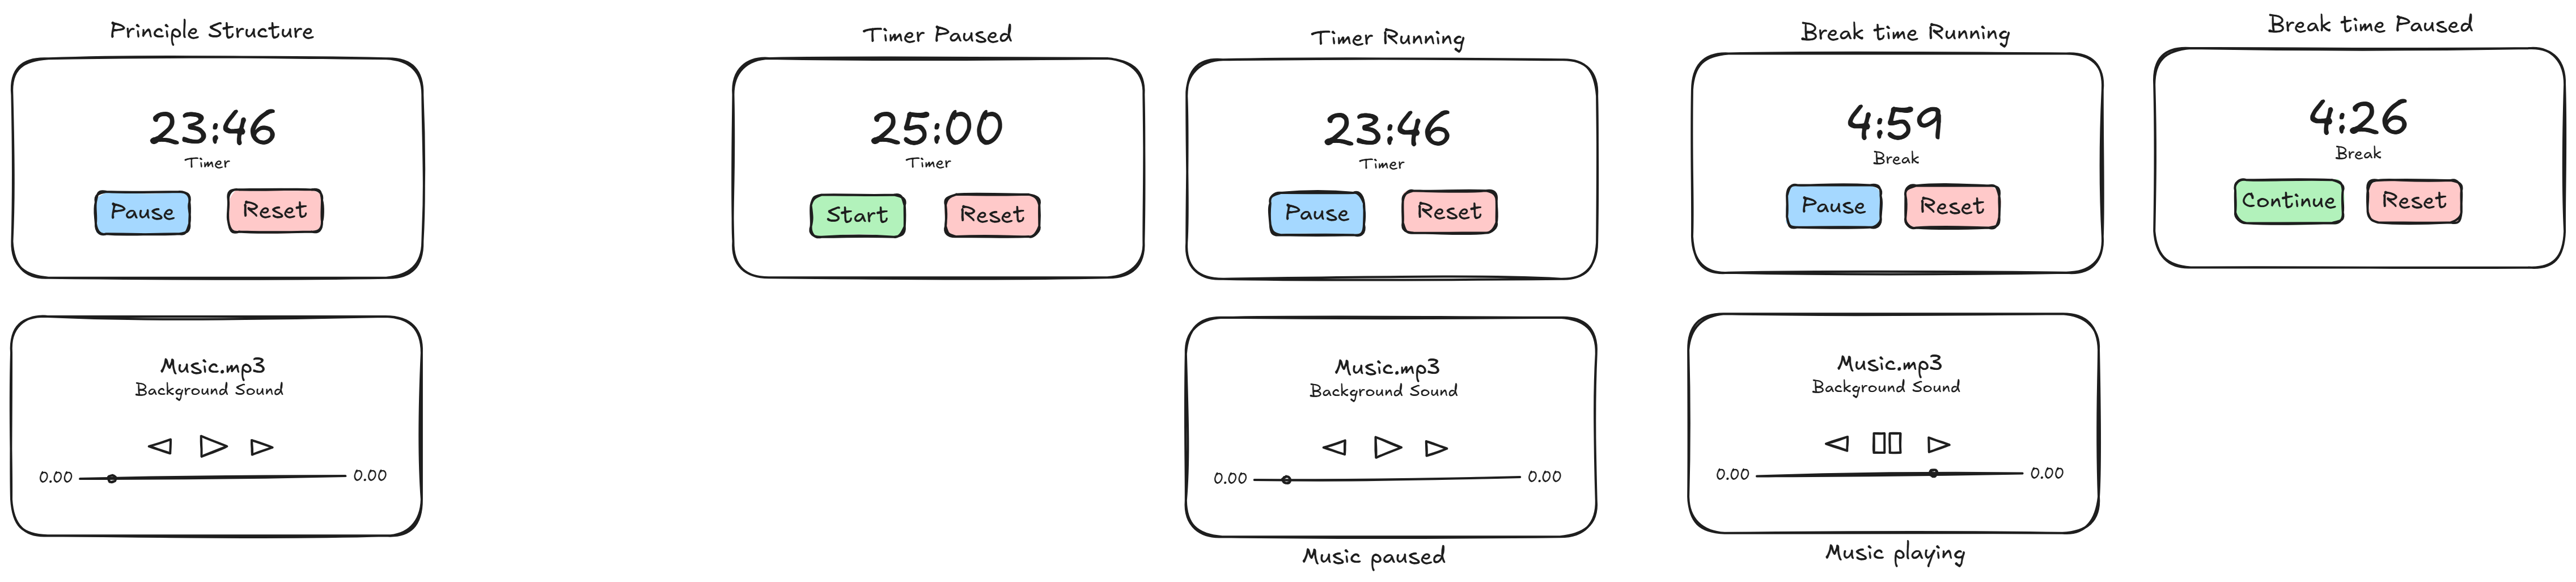 Principle Structure
23:46
Timer
Pause
Reset
Music.mp3
Background Sound
0.00
0.00
Timer Paused
25:00
Timer
Start
Reset
Timer Running
23:46
Timer
Pause
Reset
Music.mp3
Background Sound
0.00
0.00
Music paused
Break time Running
4:59
Break
Pause
Reset
Music.mp3
Background Sound
0.00
0.00
Music playing
Break time Paused
4:26
Break
Continue
Reset